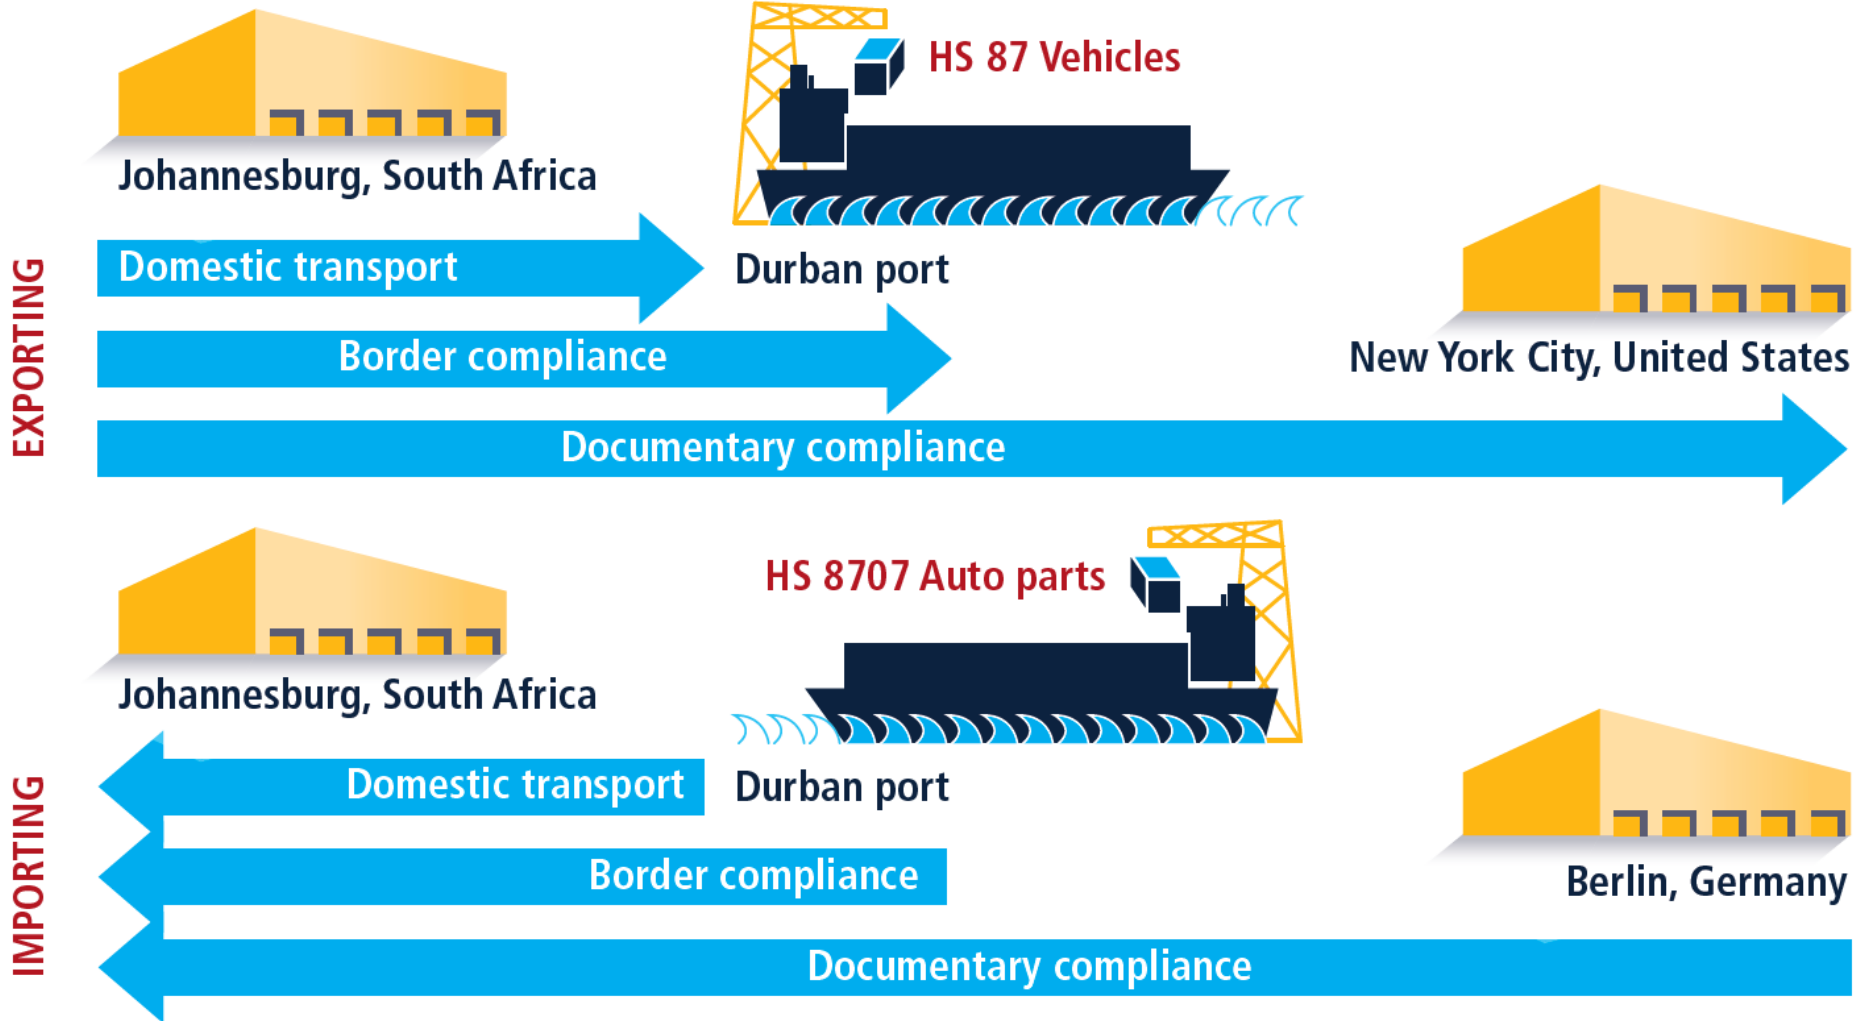 HS 87 Vehicles
Johannesburg, South Africa
EXPORTING
Domestic transport
Durban port
Border compliance
New York City, United States
Documentary compliance
HS 8707 Auto parts
Johannesburg, South Africa
IMPORTING
Domestic transport
Durban port
Border compliance
Berlin, Germany
Documentary compliance